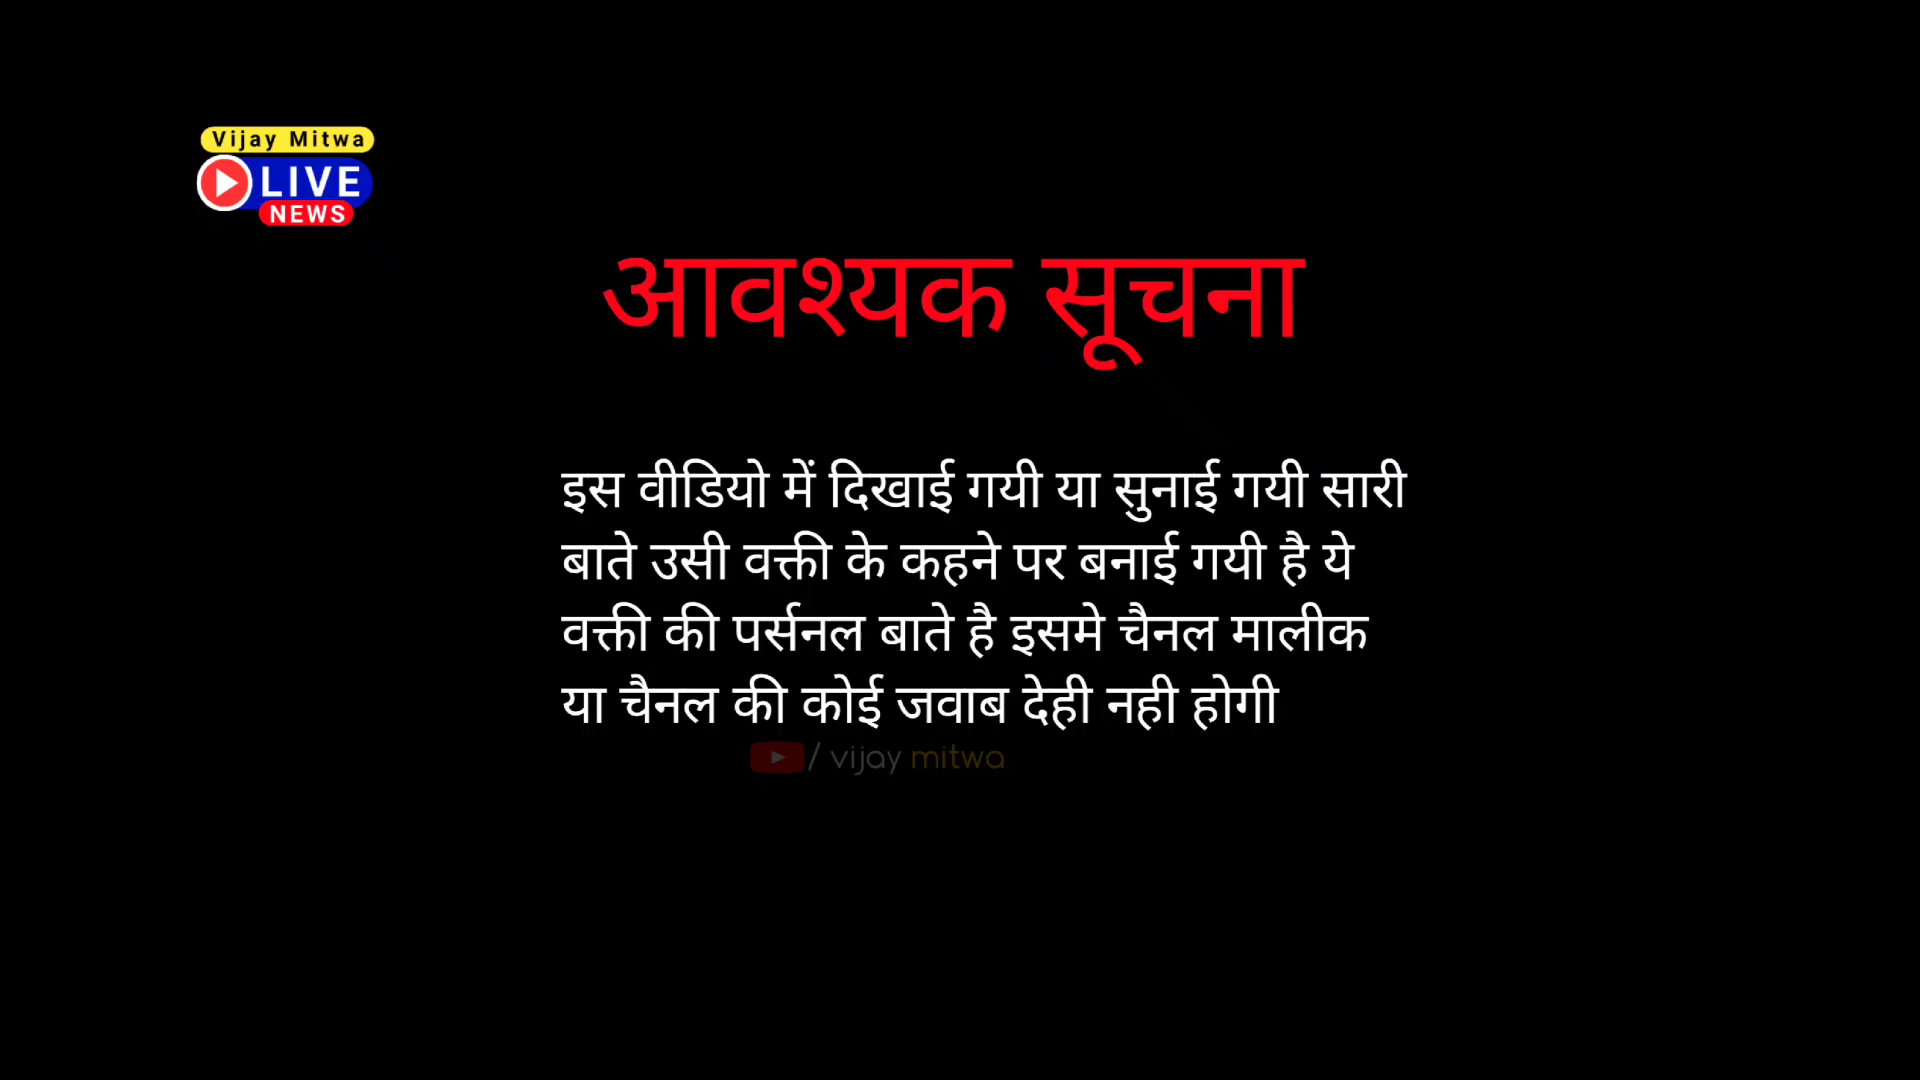 Vijay Mitwa
LIVE
NEWS
आवश्यक सूचना
इस वीडियो में दिखाई गयी या सुनाई गयी सारी
बाते उसी वक्ती के कहने पर बनाई गयी है ये
वक्ती की पर्सनल बाते है इसमे चैनल मालीक
या चैनल की कोई जवाब देही नही होगी
/ vijay mitwa